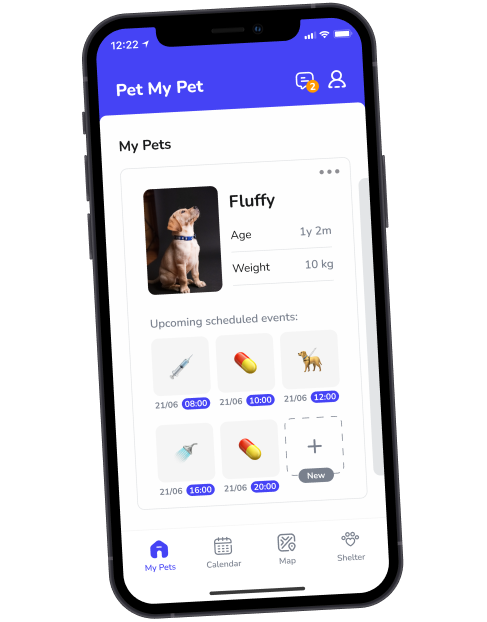 12:22
Pet My Pet
2
My Pets
Fluffy
Age 1y 2m
Weight 10 kg
Upcoming scheduled events:
21/06 08:00 21/06 10:00 21/06 12:00
21/06 16:00 21/06 20:00 New
My Pets Calendar Map Shelter